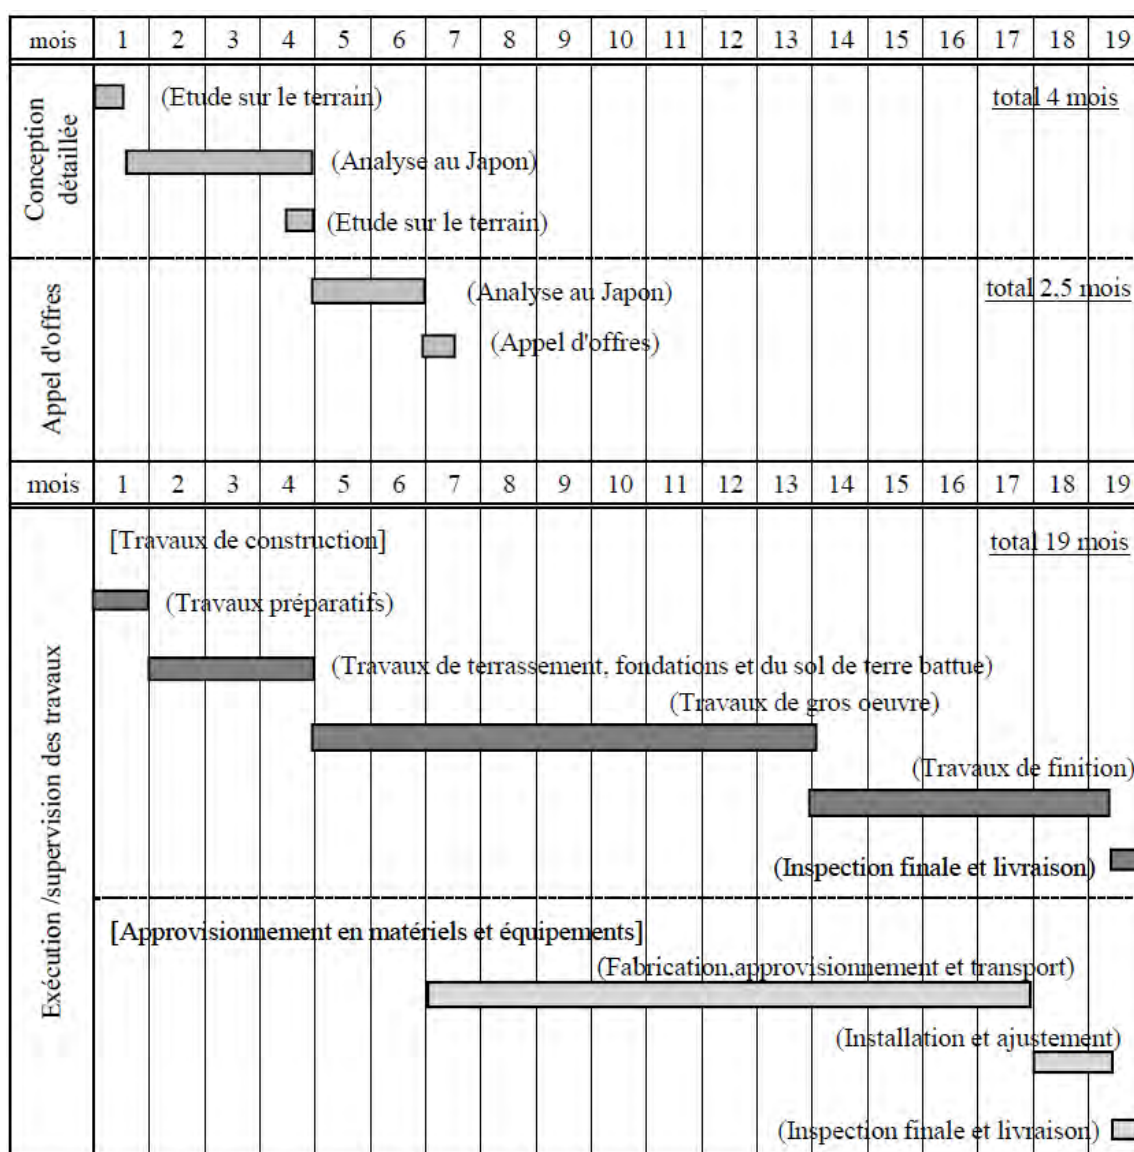 mois 1 2 3 4 5 6 7 8 9 10 11 12 13 14 15 16 17 18 19
Conception
détaillée
(Etude sur le terrain)
total 4 mois
(Analyse au Japon)
(Etude sur le terrain)
Appel d'offres
(Analyse au Japon)
total 2,5 mois
(Appel d'offres)
mois 1 2 3 4 5 6 7 8 9 10 11 12 13 14 15 16 17 18 19
Exécution /supervision des travaux
[Travaux de construction]
total 19 mois
(Travaux préparatifs)
(Travaux de terrassement, fondations et du sol de terre battue)
(Travaux de gros oeuvre)
(Travaux de finition)
(Inspection finale et livraison)
[Approvisionnement en matériels et équipements]
(Fabrication,approvisionnement et transport)
(Installation et ajustement)
(Inspection finale et livraison)